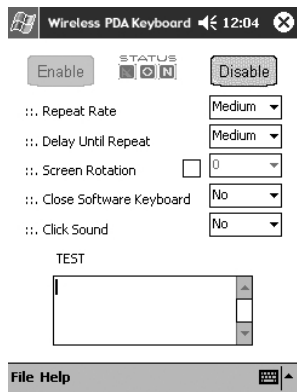 Wireless PDA Keyboard 12:04
STATUS
Enable ON Disable
::. Repeat Rate Medium
::. Delay Until Repeat Medium
::. Screen Rotation 0
::. Close Software Keyboard No
::. Click Sound No
TEST
File Help